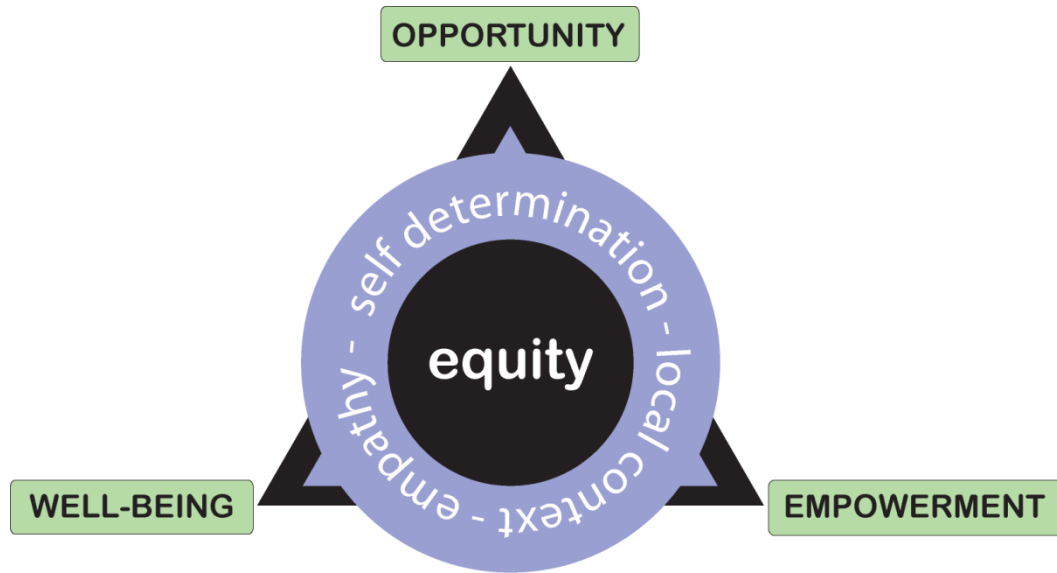 OPPORTUNITY
self determination - local context - empathy -
equity
WELL-BEING
EMPOWERMENT